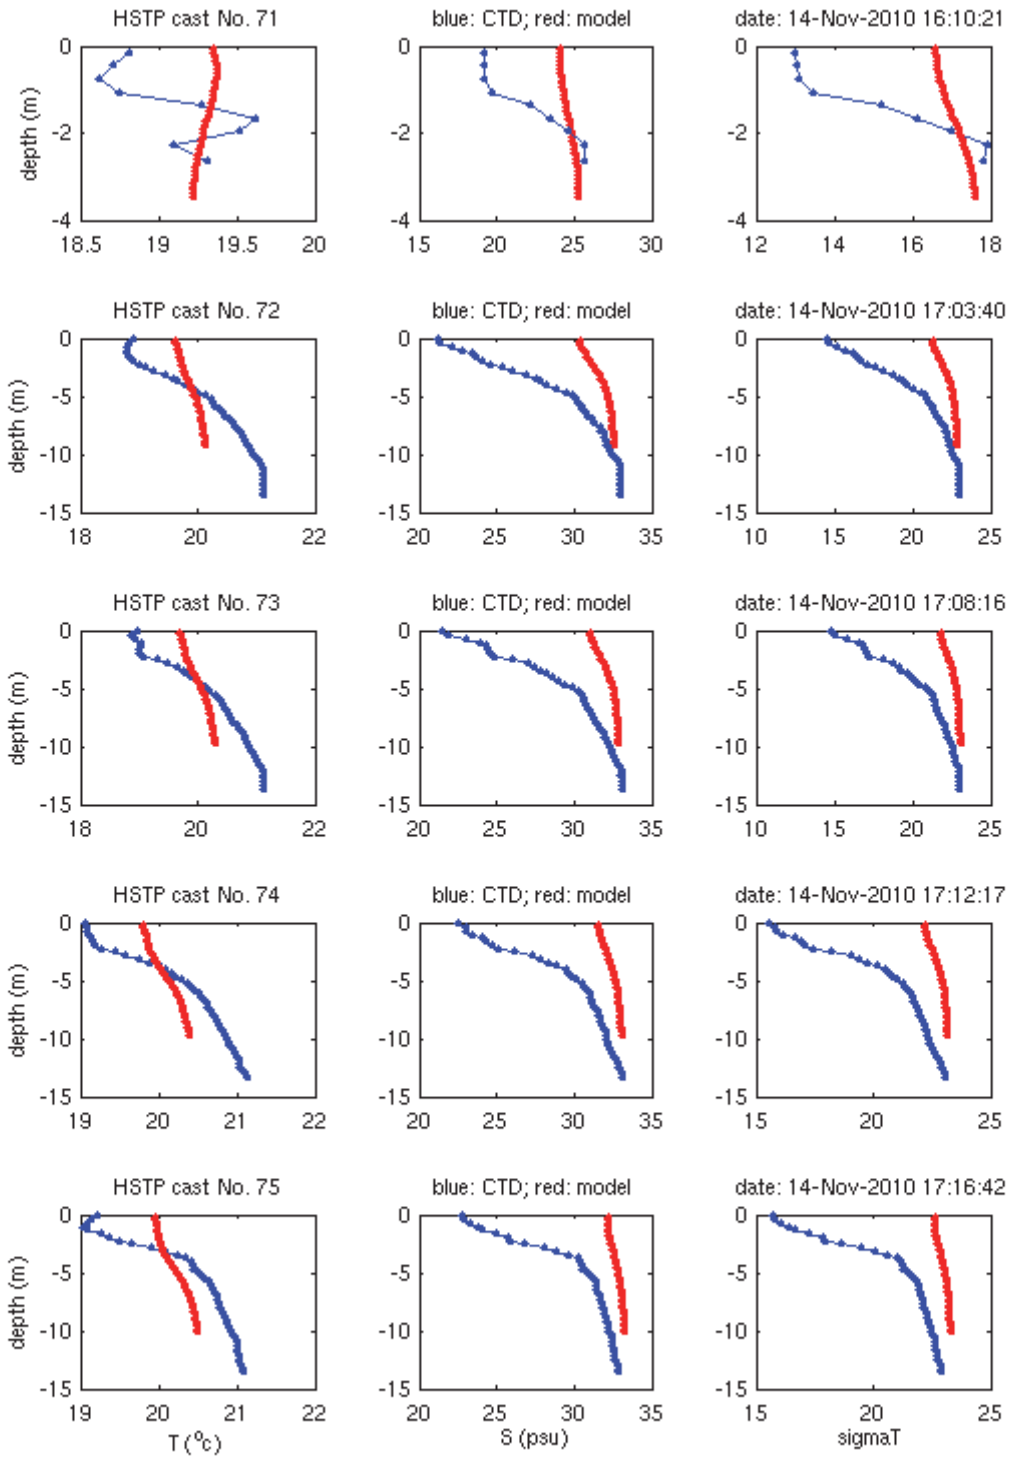 HSTP cast No. 71 blue: CTD; red: model date: 14-Nov-2010 16:10:21
0 0 0
-2 -2 -2
-4 -4 -4
depth (m)
18.5 19 19.5 20 15 20 25 30 12 14 16 18
HSTP cast No. 72 blue: CTD; red: model date: 14-Nov-2010 17:03:40
0 0 0
-5 -5 -5
-10 -10 -10
-15 -15 -15
depth (m)
18 20 22 20 25 30 35 10 15 20 25
HSTP cast No. 73 blue: CTD; red: model date: 14-Nov-2010 17:08:16
0 0 0
-5 -5 -5
-10 -10 -10
-15 -15 -15
depth (m)
18 20 22 20 25 30 35 10 15 20 25
HSTP cast No. 74 blue: CTD; red: model date: 14-Nov-2010 17:12:17
0 0 0
-5 -5 -5
-10 -10 -10
-15 -15 -15
depth (m)
19 20 21 22 20 25 30 35 15 20 25
HSTP cast No. 75 blue: CTD; red: model date: 14-Nov-2010 17:16:42
0 0 0
-5 -5 -5
-10 -10 -10
-15 -15 -15
depth (m)
19 20 21 22 20 25 30 35 15 20 25
T (°c) S (psu) sigmaT